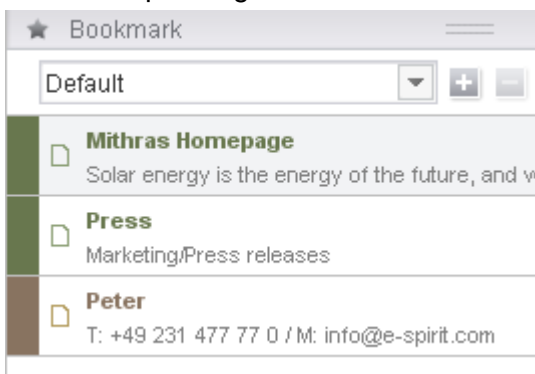 Bookmark
Default
Mithras Homepage
Solar energy is the energy of the future, and
Press
Marketing/Press releases
Peter
T: +49 231 477 77 0 / M: info@e-spirit.com